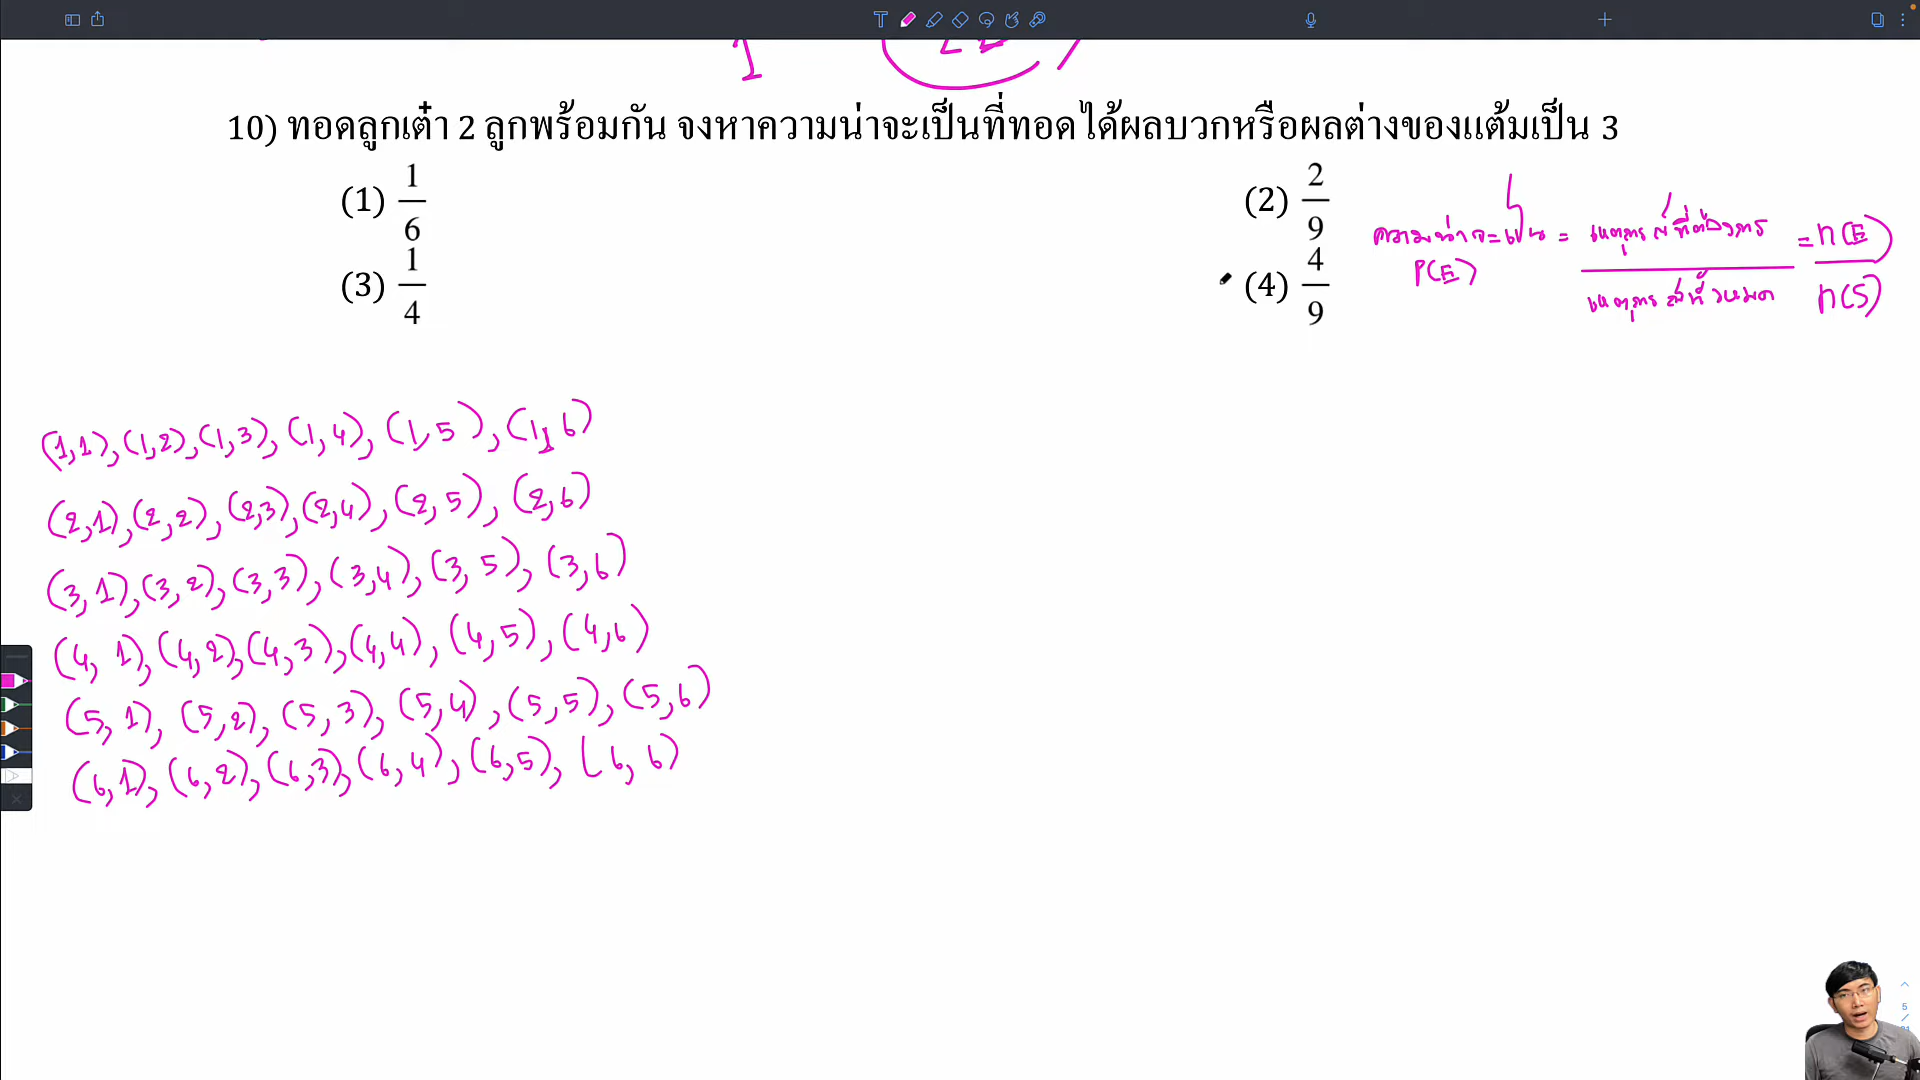 10) ทอดลูกเต๋า 2 ลูกพร้อมกัน จงหาความน่าจะเป็นที่ทอดได้ผลบวกหรือผลต่างของแต้มเป็น 3
(1) 1/6
(2) 2/9
(3) 1/4
(4) 4/9
ความน่าจะเป็น = เหตุการณ์ที่ต้องการ / เหตุการณ์ทั้งหมด = n(E) / n(S)
P(E)
(1,1), (1,2), (1,3), (1,4), (1,5), (1,6)
(2,1), (2,2), (2,3), (2,4), (2,5), (2,6)
(3,1), (3,2), (3,3), (3,4), (3,5), (3,6)
(4,1), (4,2), (4,3), (4,4), (4,5), (4,6)
(5,1), (5,2), (5,3), (5,4), (5,5), (5,6)
(6,1), (6,2), (6,3), (6,4), (6,5), (6,6)
5
/